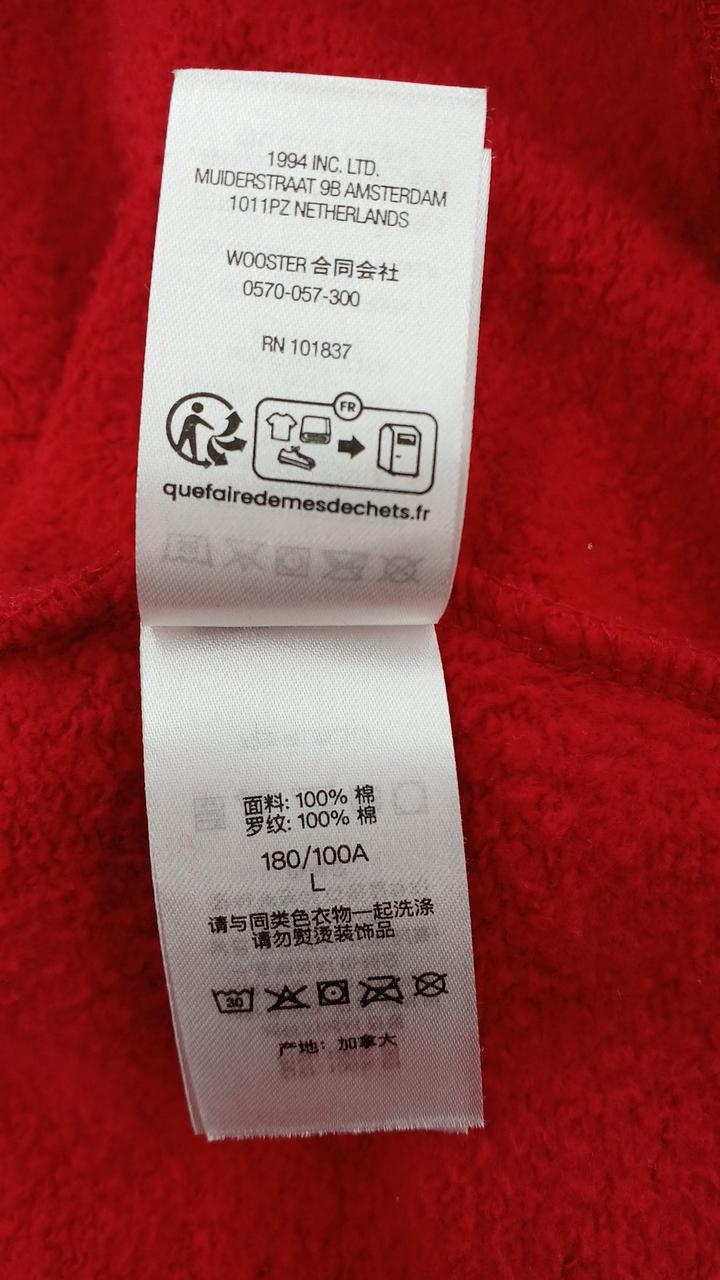 1994 INC. LTD.
MUIDERSTRAAT 9B AMSTERDAM
1011PZ NETHERLANDS
WOOSTER 合同会社
0570-057-300
RN 101837
FR
quefairedemesdechets.fr
面料: 100% 棉
罗纹: 100% 棉
180/100A
L
请与同类色衣物一起洗涤
请勿熨烫装饰品
30
产地: 加拿大